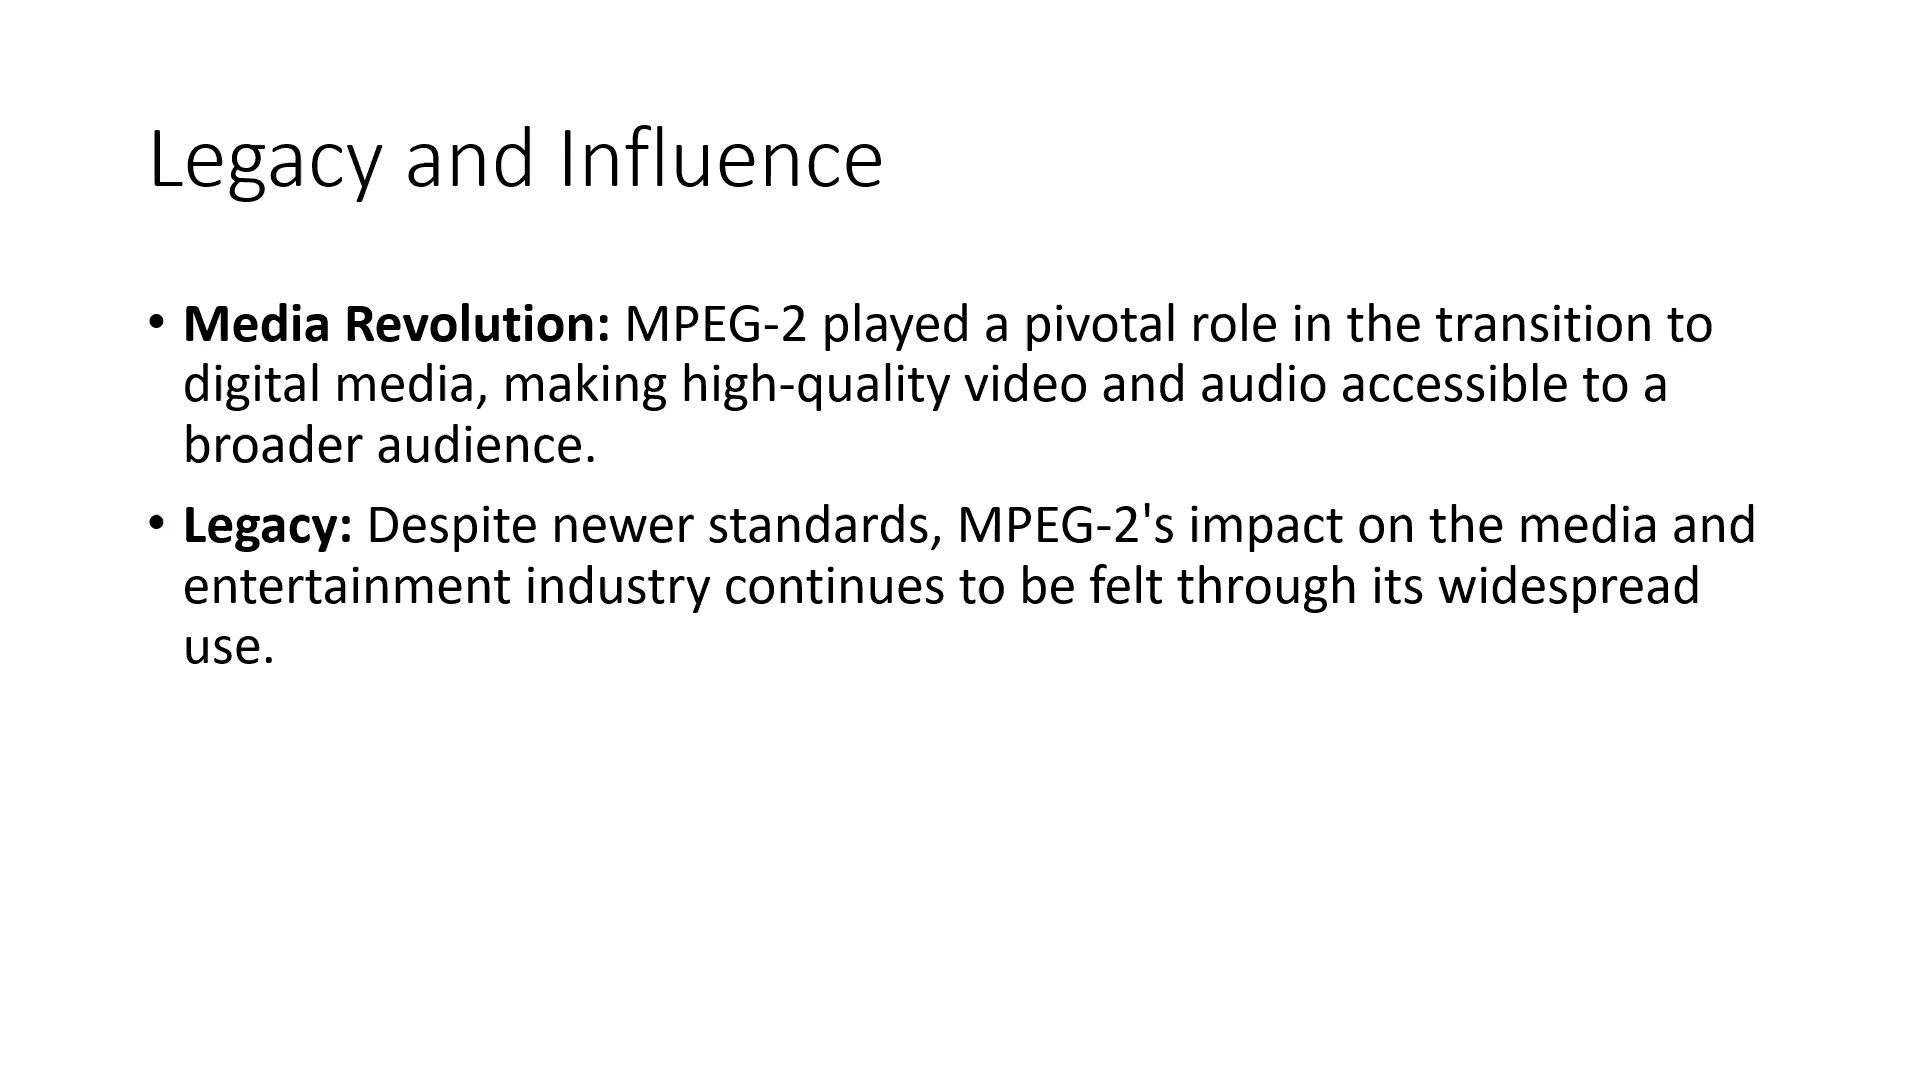 Legacy and Influence
• Media Revolution: MPEG-2 played a pivotal role in the transition to
digital media, making high-quality video and audio accessible to a
broader audience.
• Legacy: Despite newer standards, MPEG-2's impact on the media and
entertainment industry continues to be felt through its widespread
use.